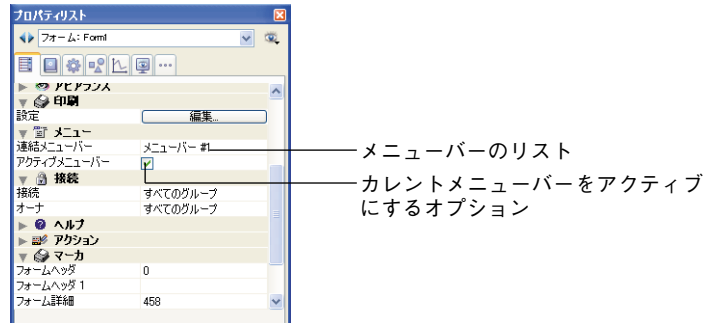 プロパティリスト
フォーム: Form1
アピアランス
印刷
設定 編集...
メニュー
連結メニューバー メニューバー #1
アクティブメニューバー
接続
接続 すべてのグループ
オーナ すべてのグループ
ヘルプ
アクション
マーカ
フォームヘッダ 0
フォームヘッダ 1
フォーム詳細 458
メニューバーのリスト
カレントメニューバーをアクティブ
にするオプション